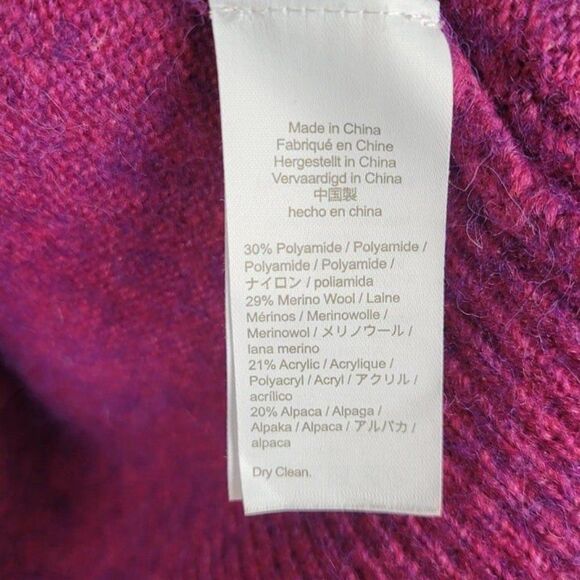 Made in China
Fabriqué en Chine
Hergestellt in China
Vervaardigd in China
中国製
hecho en china
30% Polyamide / Polyamide /
Polyamide / Polyamide /
ナイロン / poliamida
29% Merino Wool / Laine
Mérinos / Merinowolle /
Merinowol / メリノウール /
lana merino
21% Acrylic / Acrylique /
Polyacryl / Acryl / アクリル /
acrílico
20% Alpaca / Alpaga /
Alpaka / Alpaca / アルパカ /
alpaca
Dry Clean.